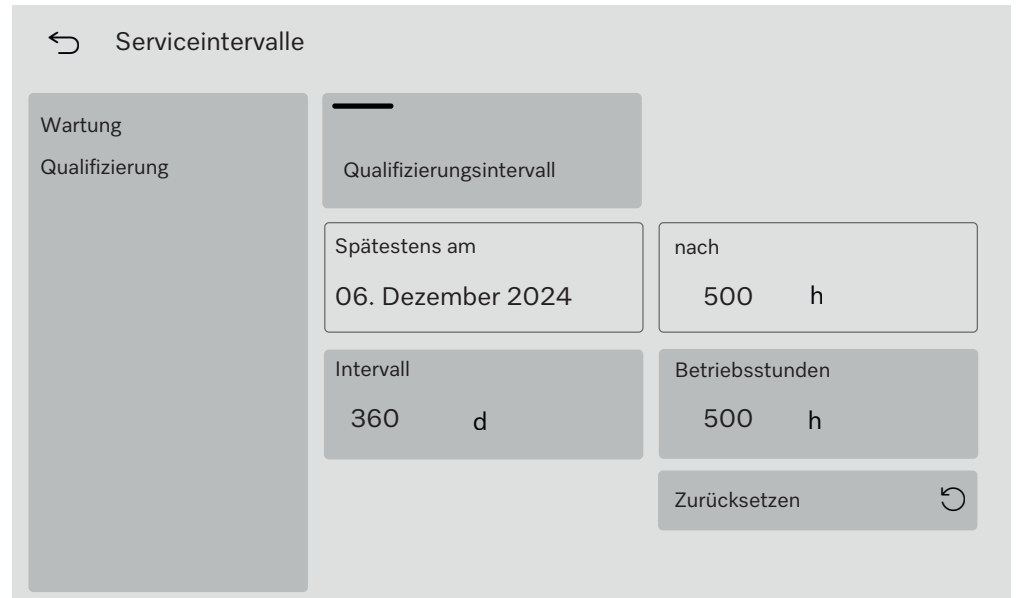 Serviceintervalle
Wartung
Qualifizierung
Qualifizierungsintervall
Spätestens am
06. Dezember 2024
nach
500 h
Intervall
360 d
Betriebsstunden
500 h
Zurücksetzen